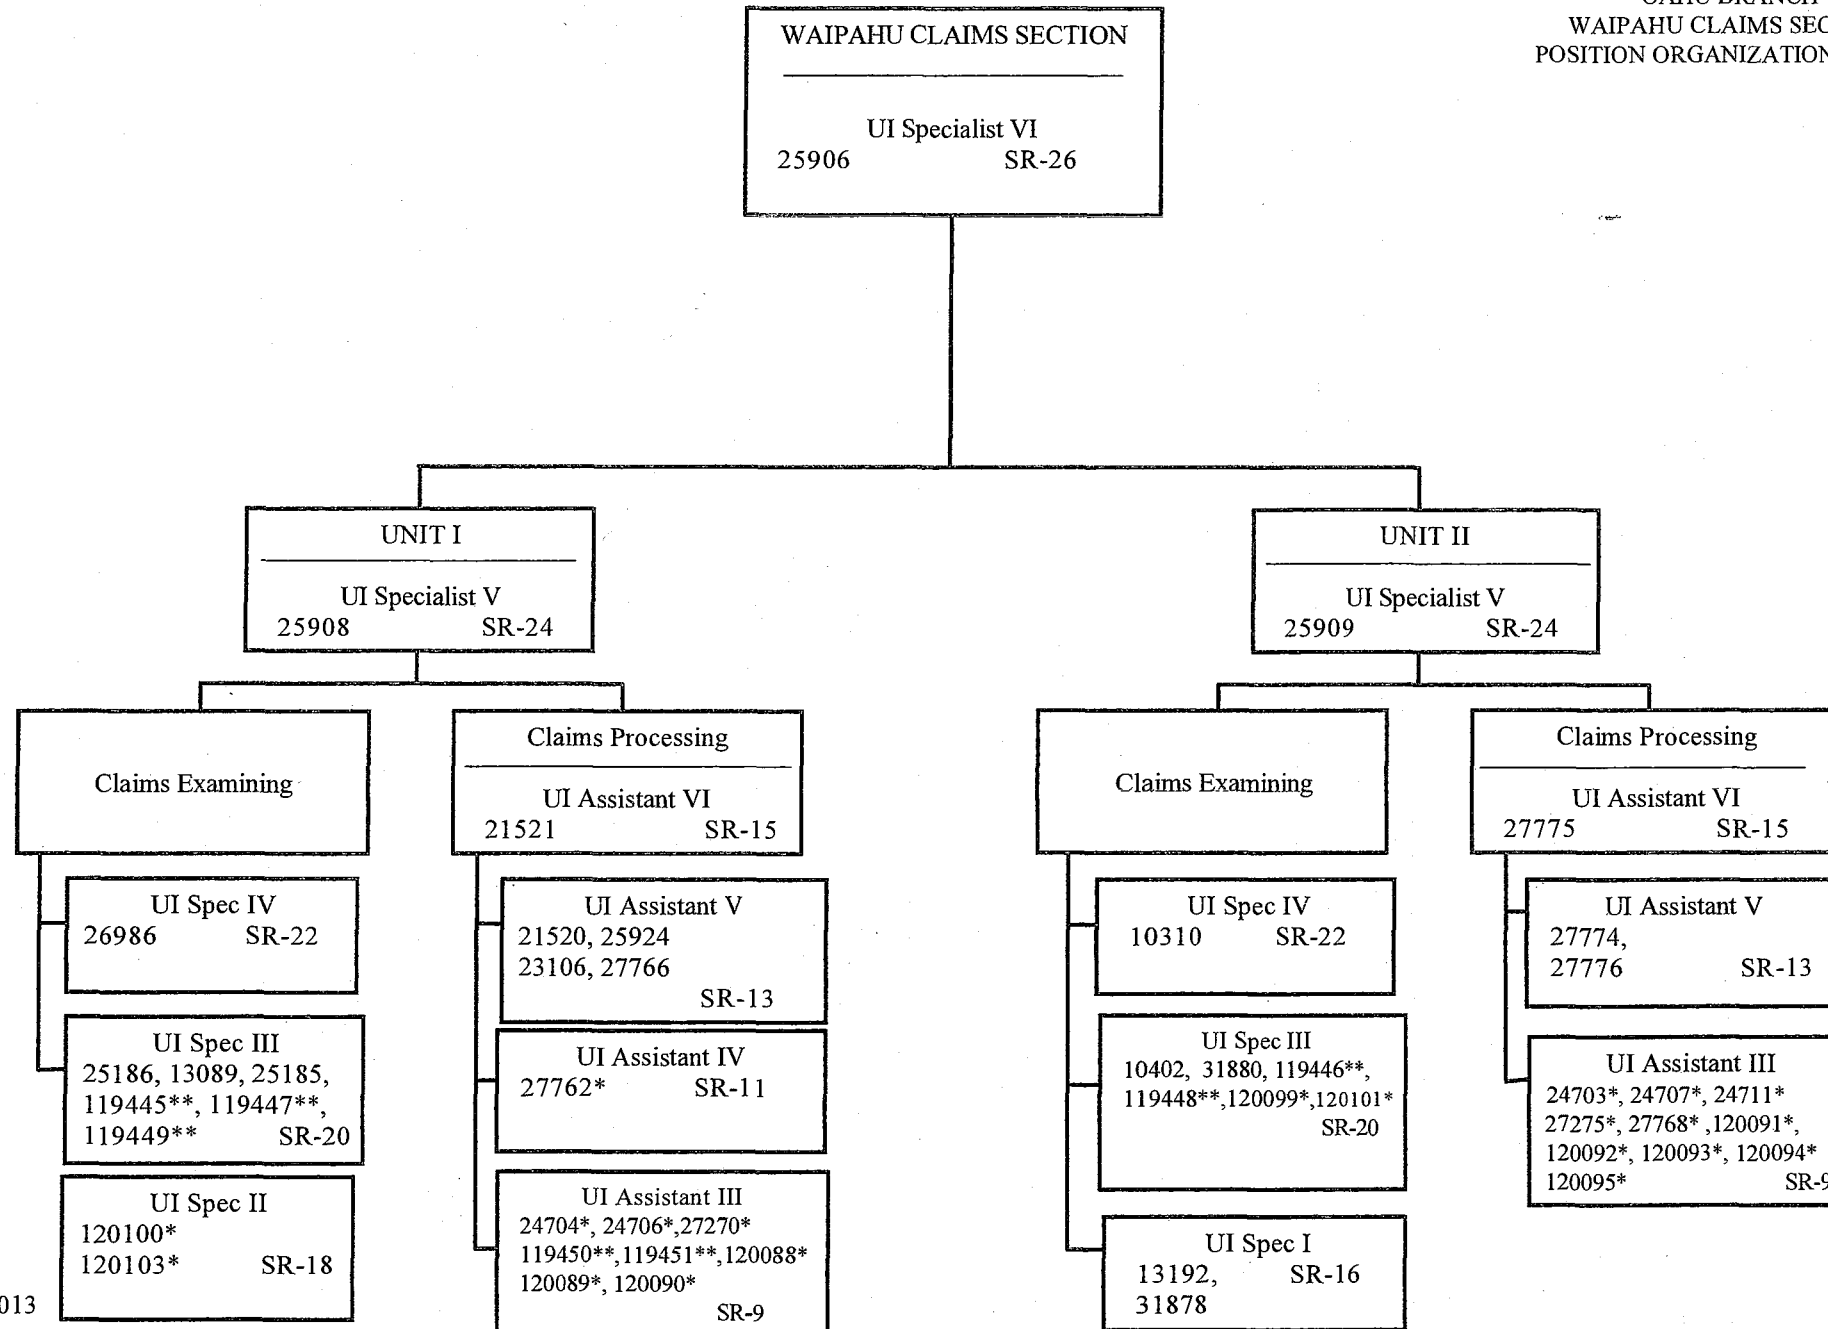 WAIPAHU CLAIMS SEC
POSITION ORGANIZATION
WAIPAHU CLAIMS SECTION
UI Specialist VI
25906 SR-26
UNIT I
UI Specialist V
25908 SR-24
Claims Examining
UI Spec IV
26986 SR-22
UI Spec III
25186, 13089, 25185,
119445**, 119447**,
119449** SR-20
UI Spec II
120100*
120103* SR-18
Claims Processing
UI Assistant VI
21521 SR-15
UI Assistant V
21520, 25924
23106, 27766
SR-13
UI Assistant IV
27762* SR-11
UI Assistant III
24704*, 24706*,27270*
119450**,119451**,120088*
120089*, 120090*
SR-9
UNIT II
UI Specialist V
25909 SR-24
Claims Examining
UI Spec IV
10310 SR-22
UI Spec III
10402, 31880, 119446**,
119448**,120099*,120101*
SR-20
UI Spec I
13192, SR-16
31878
Claims Processing
UI Assistant VI
27775 SR-15
UI Assistant V
27774,
27776 SR-13
UI Assistant III
24703*, 24707*, 24711*
27275*, 27768* ,120091*,
120092*, 120093*, 120094*
120095* SR-9
013